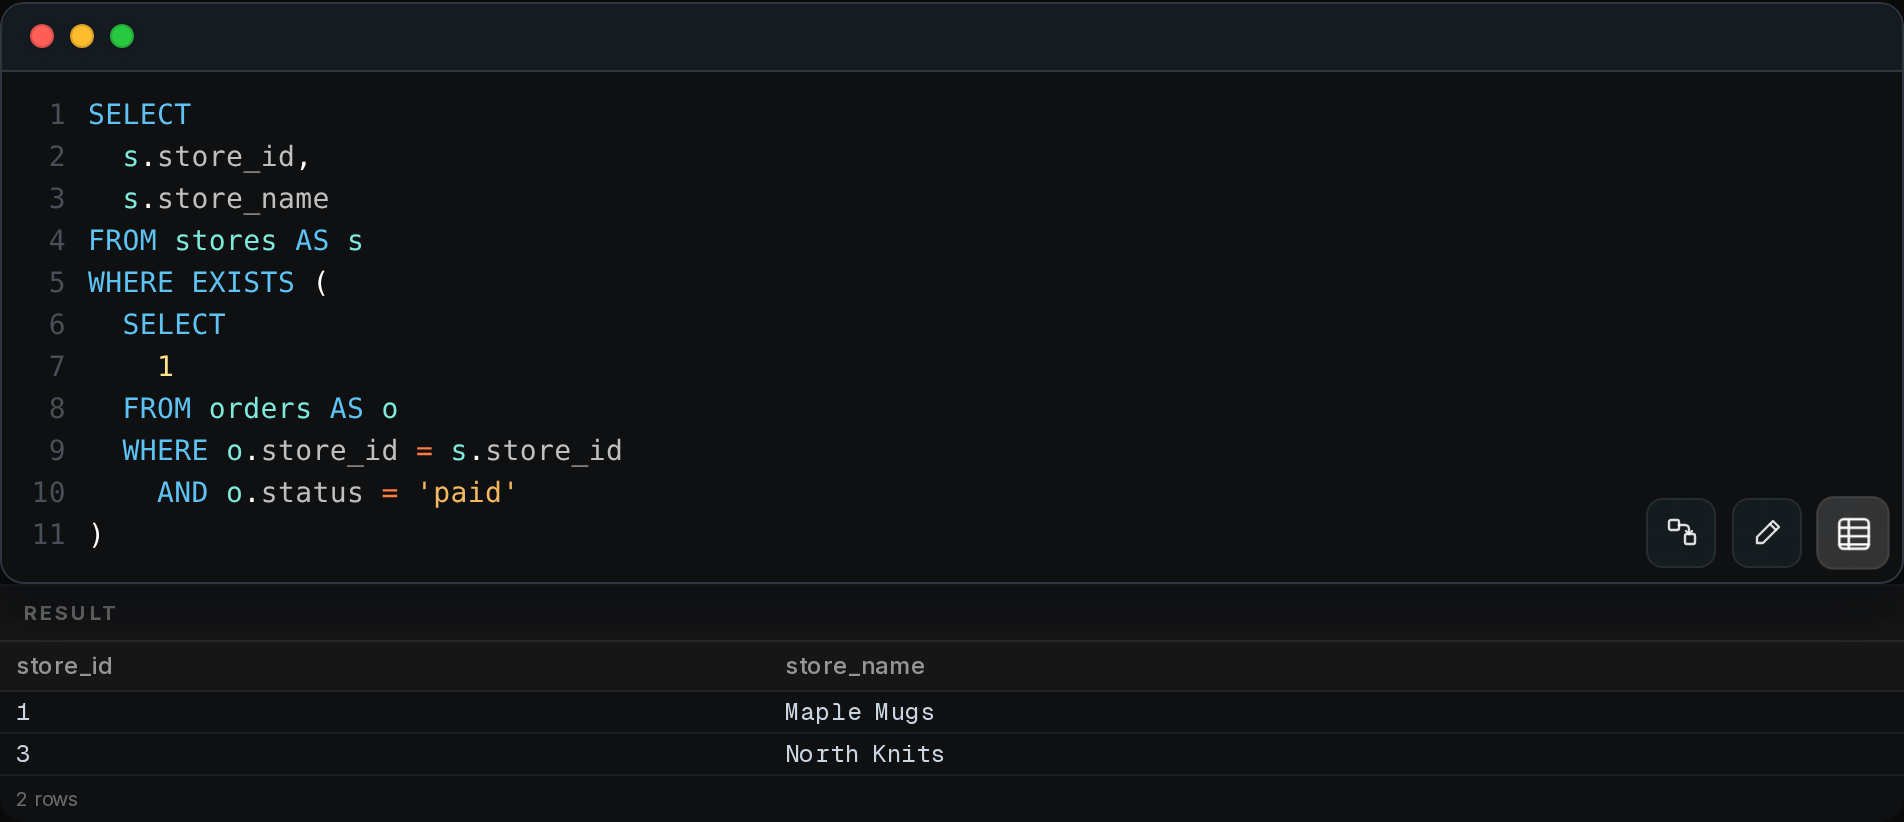 1 SELECT
2   s.store_id,
3   s.store_name
4 FROM stores AS s
5 WHERE EXISTS (
6   SELECT
7     1
8   FROM orders AS o
9   WHERE o.store_id = s.store_id
10     AND o.status = 'paid'
11 )
RESULT
store_id store_name
1 Maple Mugs
3 North Knits
2 rows